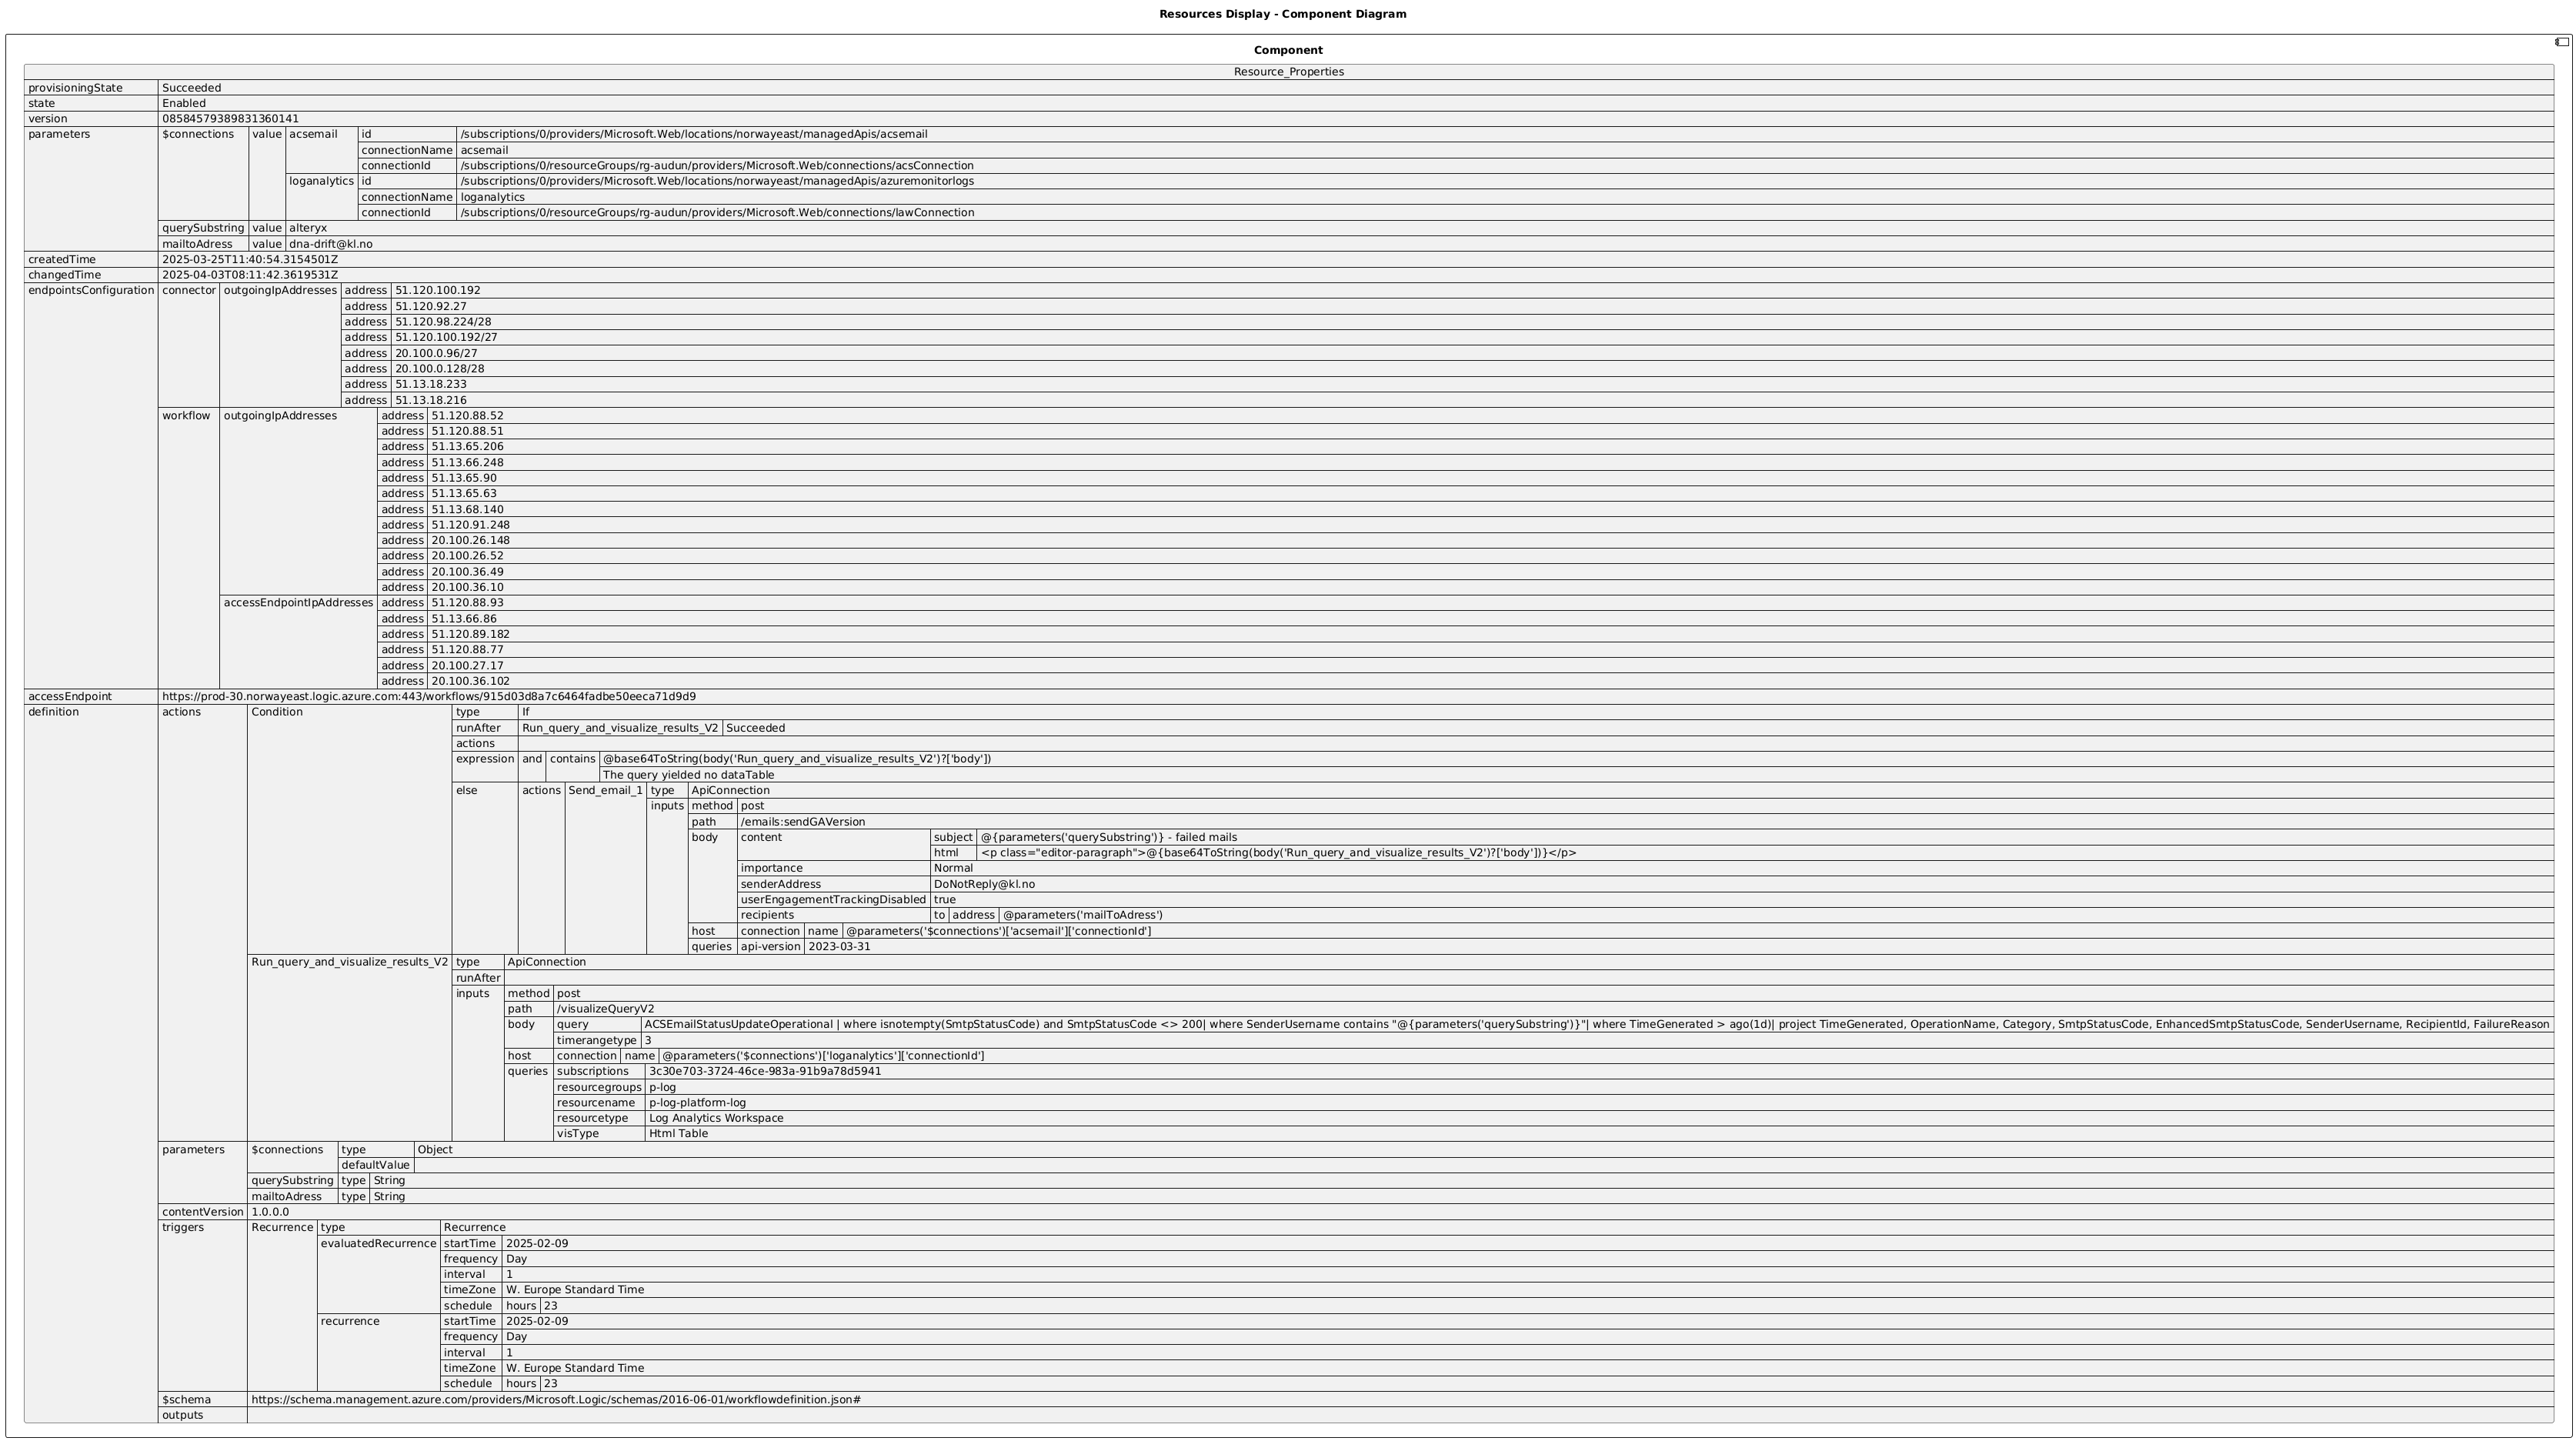 Resources Display - Component Diagram
Component
Resource_Properties
provisioningState Succeeded
state Enabled
version 08584579389831360141
parameters $connections value acsemail id /subscriptions/0/providers/Microsoft.Web/locations/norwayeast/managedApis/acsemail
connectionName acsemail
connectionId /subscriptions/0/resourceGroups/rg-audun/providers/Microsoft.Web/connections/acsConnection
loganalytics id /subscriptions/0/providers/Microsoft.Web/locations/norwayeast/managedApis/azuremonitorlogs
connectionName loganalytics
connectionId /subscriptions/0/resourceGroups/rg-audun/providers/Microsoft.Web/connections/lawConnection
querySubstring value alteryx
mailtoAdress value dna-drift@kl.no
createdTime 2025-03-25T11:40:54.3154501Z
changedTime 2025-04-03T08:11:42.3619531Z
endpointsConfiguration connector outgoingIpAddresses address 51.120.100.192
address 51.120.92.27
address 51.120.98.224/28
address 51.120.100.192/27
address 20.100.0.96/27
address 20.100.0.128/28
address 51.13.18.233
address 51.13.18.216
workflow outgoingIpAddresses address 51.120.88.52
address 51.120.88.51
address 51.13.65.206
address 51.13.66.248
address 51.13.65.90
address 51.13.65.63
address 51.13.68.140
address 51.120.91.248
address 20.100.26.148
address 20.100.26.52
address 20.100.36.49
address 20.100.36.10
accessEndpointIpAddresses address 51.120.88.93
address 51.13.66.86
address 51.120.89.182
address 51.120.88.77
address 20.100.27.17
address 20.100.36.102
accessEndpoint https://prod-30.norwayeast.logic.azure.com:443/workflows/915d03d8a7c6464fadbe50eeca71d9d9
definition actions Condition type If
runAfter Run_query_and_visualize_results_V2 Succeeded
actions
expression and contains @base64ToString(body('Run_query_and_visualize_results_V2')?['body'])
The query yielded no dataTable
else actions Send_email_1 type ApiConnection
inputs method post
path /emails:sendGAVersion
body content subject @{parameters('querySubstring')} - failed mails
html <p class="editor-paragraph">@{base64ToString(body('Run_query_and_visualize_results_V2')?['body'])}</p>
importance Normal
senderAddress DoNotReply@kl.no
userEngagementTrackingDisabled true
recipients to address @parameters('mailToAdress')
host connection name @parameters('$connections')['acsemail']['connectionId']
queries api-version 2023-03-31
Run_query_and_visualize_results_V2 type ApiConnection
runAfter
inputs method post
path /visualizeQueryV2
body query ACSEmailStatusUpdateOperational | where isnotempty(SmtpStatusCode) and SmtpStatusCode <> 200| where SenderUsername contains "@{parameters('querySubstring')}"| where TimeGenerated > ago(1d)| project TimeGenerated, OperationName, Category, SmtpStatusCode, EnhancedSmtpStatusCode, SenderUsername, RecipientId, FailureReason
timerangetype 3
host connection name @parameters('$connections')['loganalytics']['connectionId']
queries subscriptions 3c30e703-3724-46ce-983a-91b9a78d5941
resourcegroups p-log
resourcename p-log-platform-log
resourcetype Log Analytics Workspace
visType Html Table
parameters $connections type Object
defaultValue
querySubstring type String
mailtoAdress type String
contentVersion 1.0.0.0
triggers Recurrence type Recurrence
evaluatedRecurrence startTime 2025-02-09
frequency Day
interval 1
timeZone W. Europe Standard Time
schedule hours 23
recurrence startTime 2025-02-09
frequency Day
interval 1
timeZone W. Europe Standard Time
schedule hours 23
$schema https://schema.management.azure.com/providers/Microsoft.Logic/schemas/2016-06-01/workflowdefinition.json#
outputs